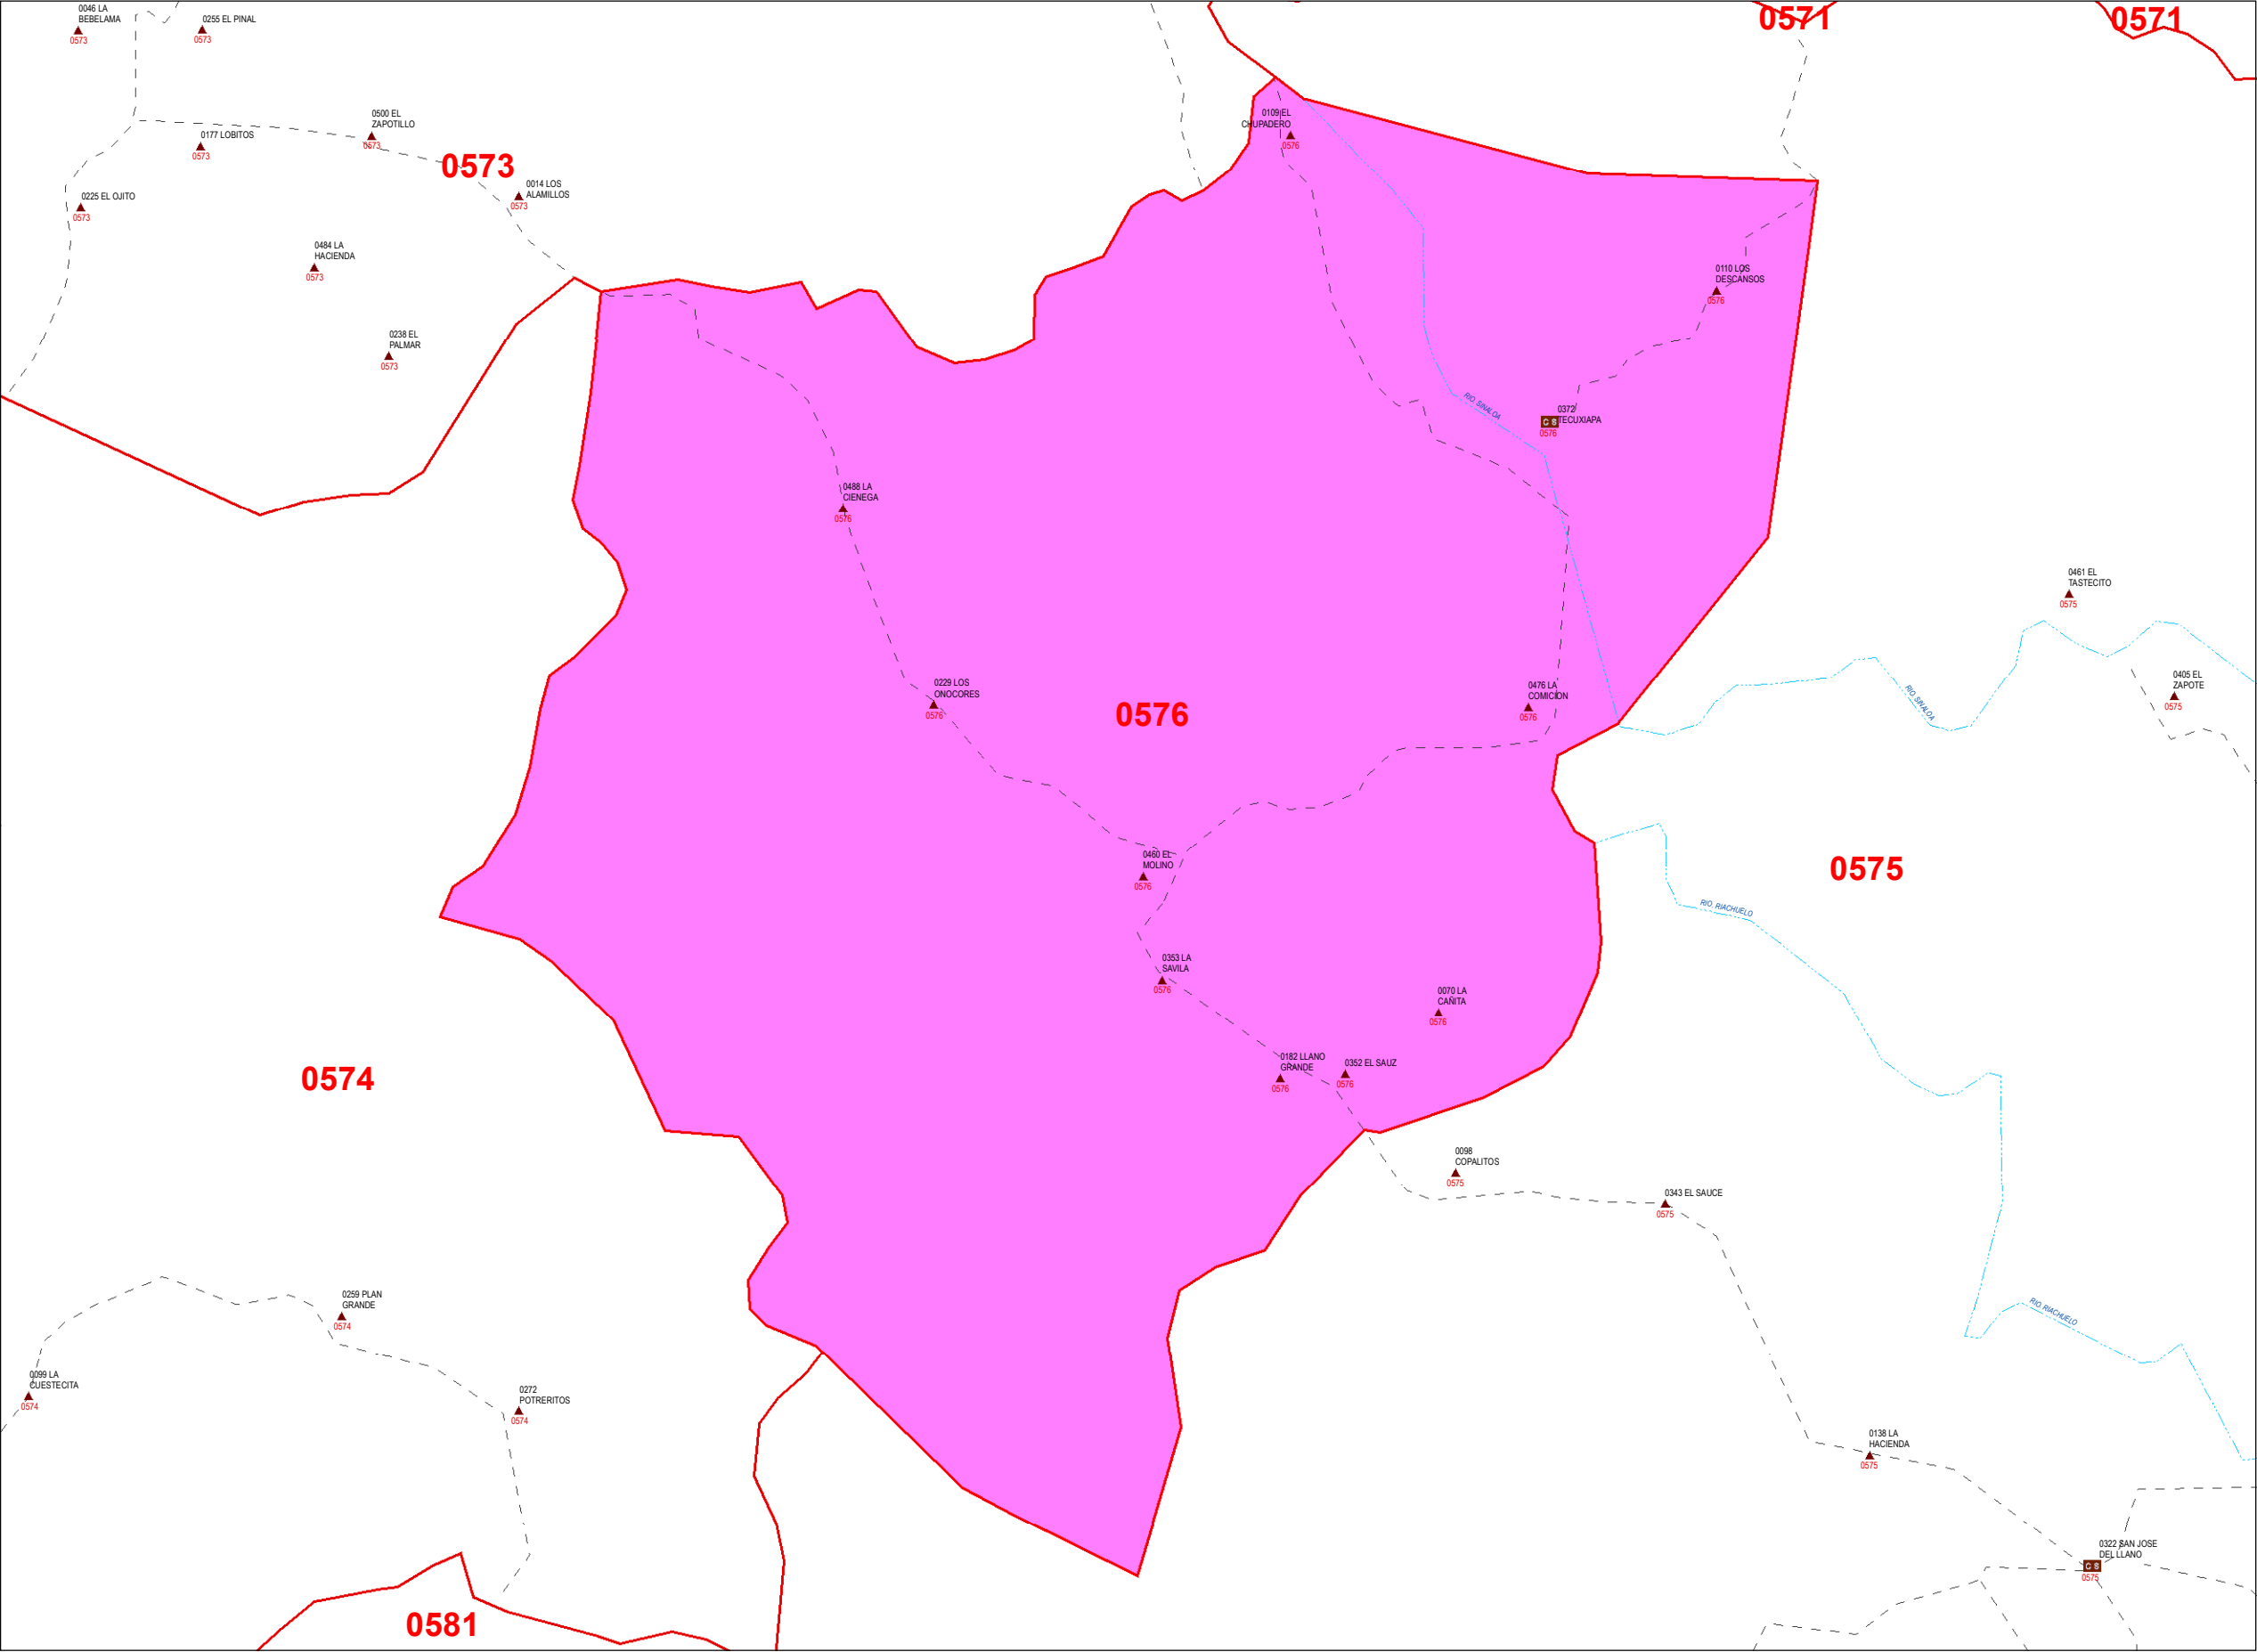 0046 LA
BEBELAMA
0573
0255 EL PINAL
0573
0571
0571
0500 EL
ZAPOTILLO
0573
0177 LOBITOS
0573
0573
0014 LOS
ALAMILLOS
0573
0225 EL OJITO
0573
0484 LA
HACIENDA
0573
0238 EL
PALMAR
0573
0109 EL
CHUPADERO
0576
0110 LOS
DESCANSOS
0576
RIO. SINALOA
0372
TECUXIAPA
C S
0576
0488 LA
CIENEGA
0576
0461 EL
TASTECITO
0575
0229 LOS
ONOCORES
0576
0576
0476 LA
COMICION
0576
RIO. SINALOA
0405 EL
ZAPOTE
0575
0460 EL
MOLINO
0576
0575
RIO. RIACHUELO
0353 LA
SAVILA
0576
0070 LA
CAÑITA
0576
0574
0182 LLANO
GRANDE
0576
0352 EL SAUZ
0576
0098
COPALITOS
0575
0343 EL SAUCE
0575
0259 PLAN
GRANDE
0574
RIO. RIACHUELO
0099 LA
CUESTECITA
0574
0272
POTRERITOS
0574
0138 LA
HACIENDA
0575
0322 SAN JOSE
DEL LLANO
C S
0575
0581